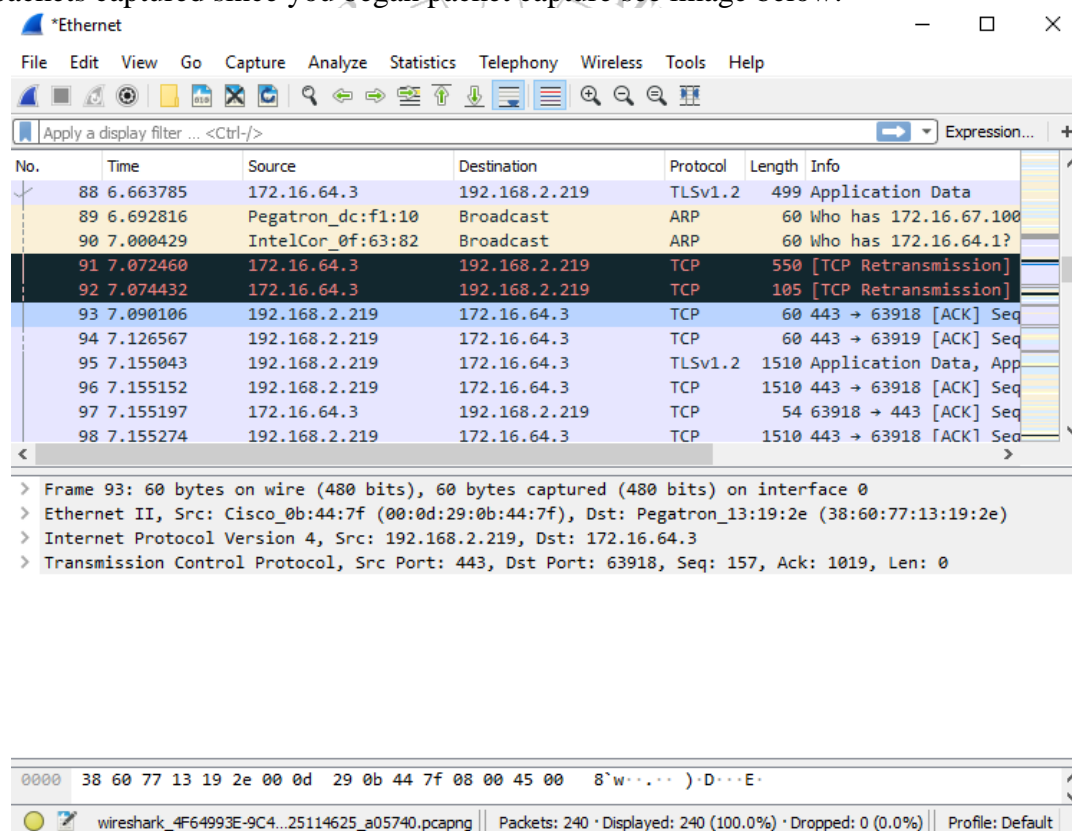 packets captured since you began packet capture see image below.
*Ethernet
File Edit View Go Capture Analyze Statistics Telephony Wireless Tools Help
Apply a display filter ... <Ctrl-/> Expression... +
No. Time Source Destination Protocol Length Info
88 6.663785 172.16.64.3 192.168.2.219 TLSv1.2 499 Application Data
89 6.692816 Pegatron_dc:f1:10 Broadcast ARP 60 Who has 172.16.67.100
90 7.000429 IntelCor_0f:63:82 Broadcast ARP 60 Who has 172.16.64.1?
91 7.072460 172.16.64.3 192.168.2.219 TCP 550 [TCP Retransmission]
92 7.074432 172.16.64.3 192.168.2.219 TCP 105 [TCP Retransmission]
93 7.090106 192.168.2.219 172.16.64.3 TCP 60 443 → 63918 [ACK] Seq
94 7.126567 192.168.2.219 172.16.64.3 TCP 60 443 → 63919 [ACK] Seq
95 7.155043 192.168.2.219 172.16.64.3 TLSv1.2 1510 Application Data, App
96 7.155152 192.168.2.219 172.16.64.3 TCP 1510 443 → 63918 [ACK] Seq
97 7.155197 172.16.64.3 192.168.2.219 TCP 54 63918 → 443 [ACK] Seq
98 7.155274 192.168.2.219 172.16.64.3 TCP 1510 443 → 63918 [ACK] Seq
> Frame 93: 60 bytes on wire (480 bits), 60 bytes captured (480 bits) on interface 0
> Ethernet II, Src: Cisco_0b:44:7f (00:0d:29:0b:44:7f), Dst: Pegatron_13:19:2e (38:60:77:13:19:2e)
> Internet Protocol Version 4, Src: 192.168.2.219, Dst: 172.16.64.3
> Transmission Control Protocol, Src Port: 443, Dst Port: 63918, Seq: 157, Ack: 1019, Len: 0
0000 38 60 77 13 19 2e 00 0d 29 0b 44 7f 08 00 45 00 8`w··.·· )·D···E·
wireshark_4F64993E-9C4...25114625_a05740.pcapng Packets: 240 · Displayed: 240 (100.0%) · Dropped: 0 (0.0%) Profile: Default